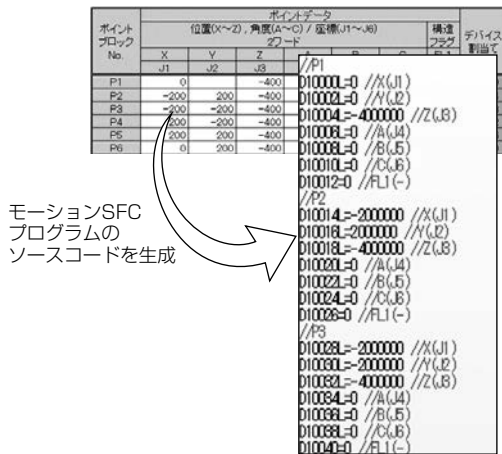 ポイントデータ
ポイント
ブロック
No.
位置(X～Z), 角度(A～C) / 座標(J1～J6)
2ワード
構造
フラグ
デバイス
割当て
X Y Z
J1 J2 J3
P1 0 -400
P2 -200 200 -400
P3 -200 -200 -400
P4 200 -200 -400
P5 200 200 -400
P6 0 200 -400
//P1
D10000L=0 //X(J1)
D10002L=0 //Y(J2)
D10004L=-4000000 //Z(J3)
D10006L=0 //A(J4)
D10008L=0 //B(J5)
D10010L=0 //C(J6)
D10012=0 //FL1(-)
//P2
D10014L=-2000000 //X(J1)
D10016L=2000000 //Y(J2)
D10018L=-4000000 //Z(J3)
D10020L=0 //A(J4)
D10022L=0 //B(J5)
D10024L=0 //C(J6)
D10026=0 //FL1(-)
//P3
D10028L=-2000000 //X(J1)
D10030L=-2000000 //Y(J2)
D10032L=-4000000 //Z(J3)
D10034L=0 //A(J4)
D10036L=0 //B(J5)
D10038L=0 //C(J6)
D10040=0 //FL1(-)
モーションSFC
プログラムの
ソースコードを生成